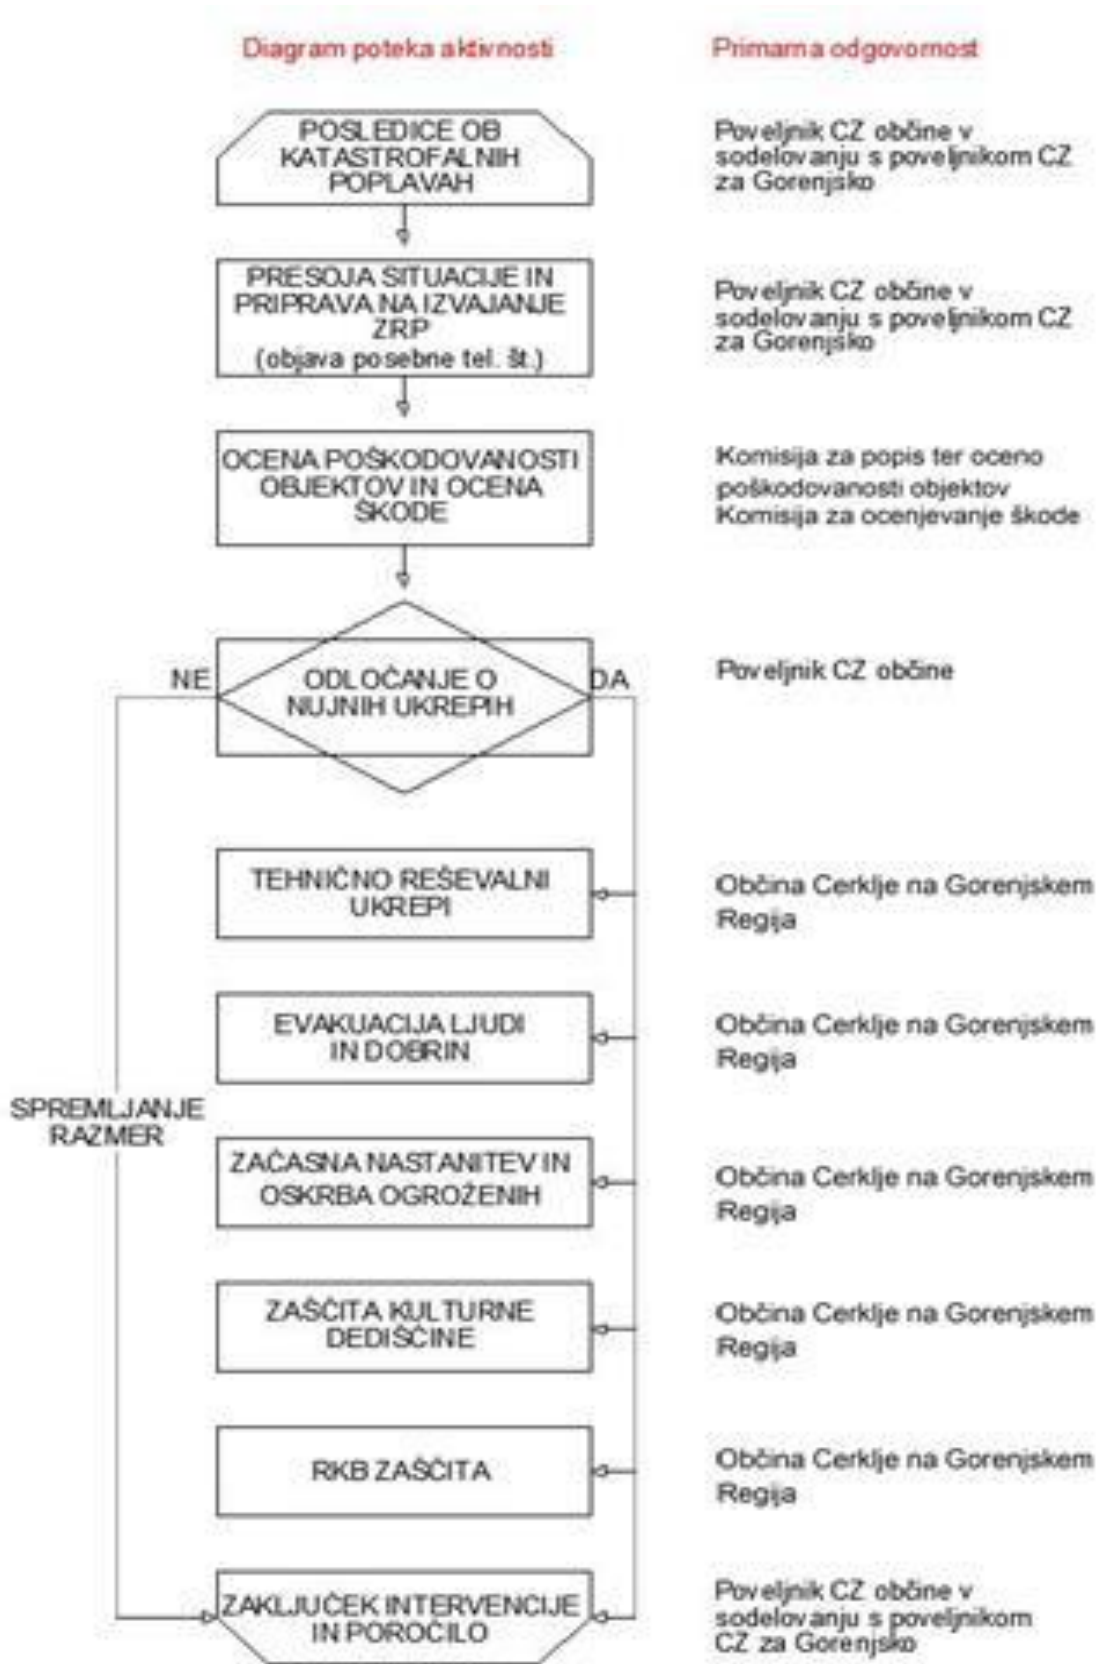 Diagram poteka aktivnosti
Primarna odgovornost
POSLEDICE OB
KATASTROFALNIH
POPLAVAH
Poveljnik CZ občine v
sodelovanju s poveljnikom CZ
za Gorenjsko
PRESOJA SITUACIJE IN
PRIPRAVA NA IZVAJANJE
ZRP
(objava posebne tel. št.)
Poveljnik CZ občine v
sodelovanju s poveljnikom CZ
za Gorenjsko
OCENA POŠKODOVANOSTI
OBJEKTOV IN OCENA
ŠKODE
Komisija za popis ter oceno
poškodovanosti objektov
Komisija za ocenjevanje škode
NE
ODLOČANJE O
NUJNIH UKREPIH
DA
Poveljnik CZ občine
TEHNIČNO REŠEVALNI
UKREPI
Občina Cerklje na Gorenjskem
Regija
EVAKUACIJA LJUDI
IN DOBRIN
Občina Cerklje na Gorenjskem
Regija
SPREMLJANJE
RAZMER
ZAČASNA NASTANITEV IN
OSKRBA OGROŽENIH
Občina Cerklje na Gorenjskem
Regija
ZAŠČITA KULTURNE
DEDIŠČINE
Občina Cerklje na Gorenjskem
Regija
RKB ZAŠČITA
Občina Cerklje na Gorenjskem
Regija
ZAKLJUČEK INTERVENCIJE
IN POROČILO
Poveljnik CZ občine v
sodelovanju s poveljnikom
CZ za Gorenjsko